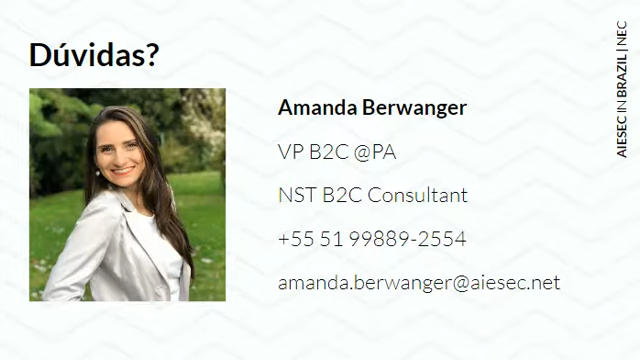 Dúvidas?
Amanda Berwanger
VP B2C @PA
NST B2C Consultant
+55 51 99889-2554
amanda.berwanger@aiesec.net
AIESEC IN BRAZIL | NEC